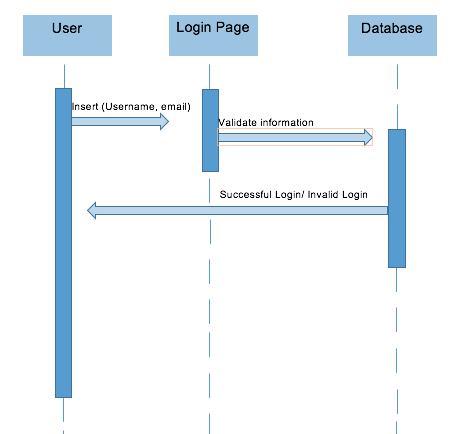 User
Login Page
Database
Insert (Username, email)
Validate information
Successful Login/ Invalid Login